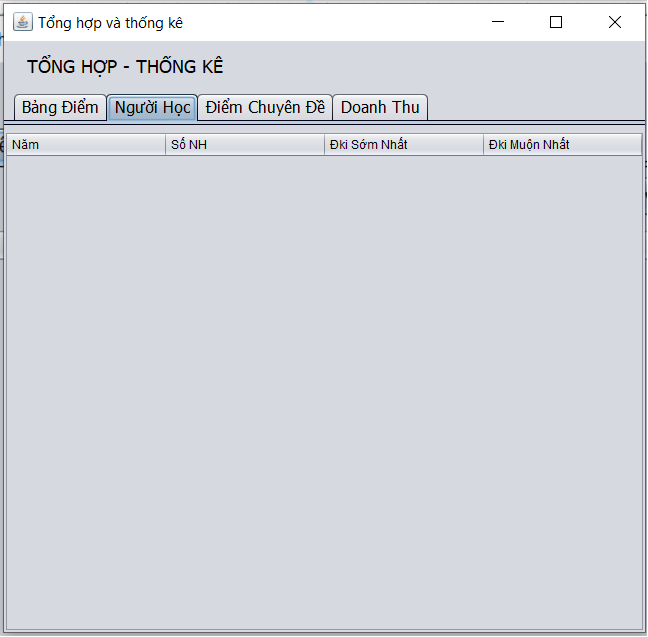 Tổng hợp và thống kê
TỔNG HỢP - THỐNG KÊ
Bảng Điểm Người Học Điểm Chuyên Đề Doanh Thu
Năm Số NH Đki Sớm Nhất Đki Muộn Nhất